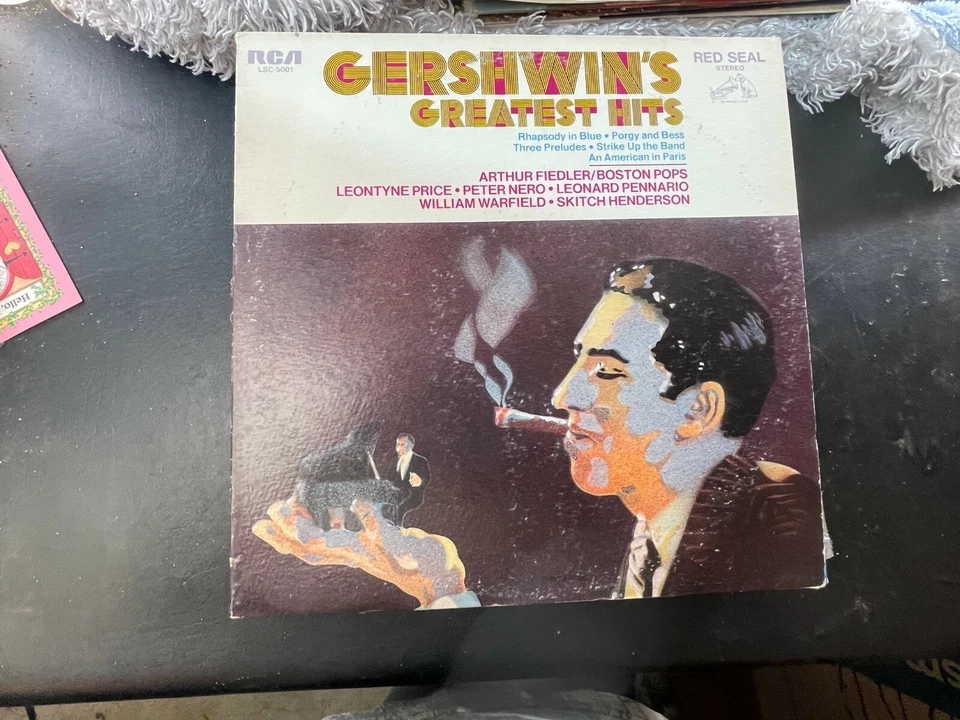 RCA
LSC-5001
GERSHWIN'S
GREATEST HITS
RED SEAL
STEREO
Rhapsody in Blue • Porgy and Bess
Three Preludes • Strike Up the Band
An American in Paris
ARTHUR FIEDLER/BOSTON POPS
LEONTYNE PRICE • PETER NERO • LEONARD PENNARIO
WILLIAM WARFIELD • SKITCH HENDERSON
Hello,